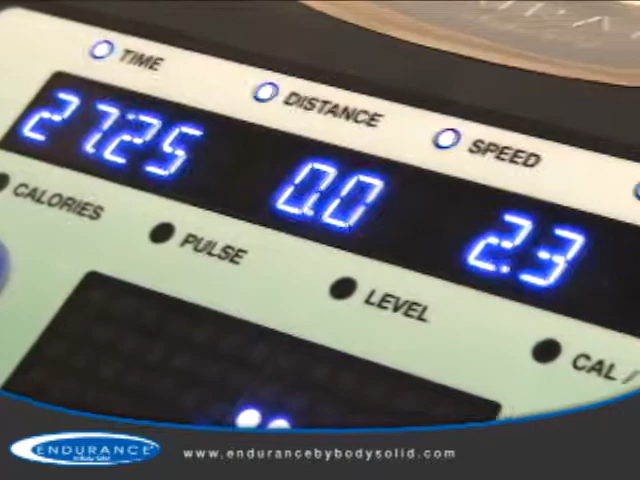 TIME DISTANCE SPEED
27:25 0.0 2.3
CALORIES PULSE LEVEL CAL /
ENDURANCE
www.endurancebybodysolid.com